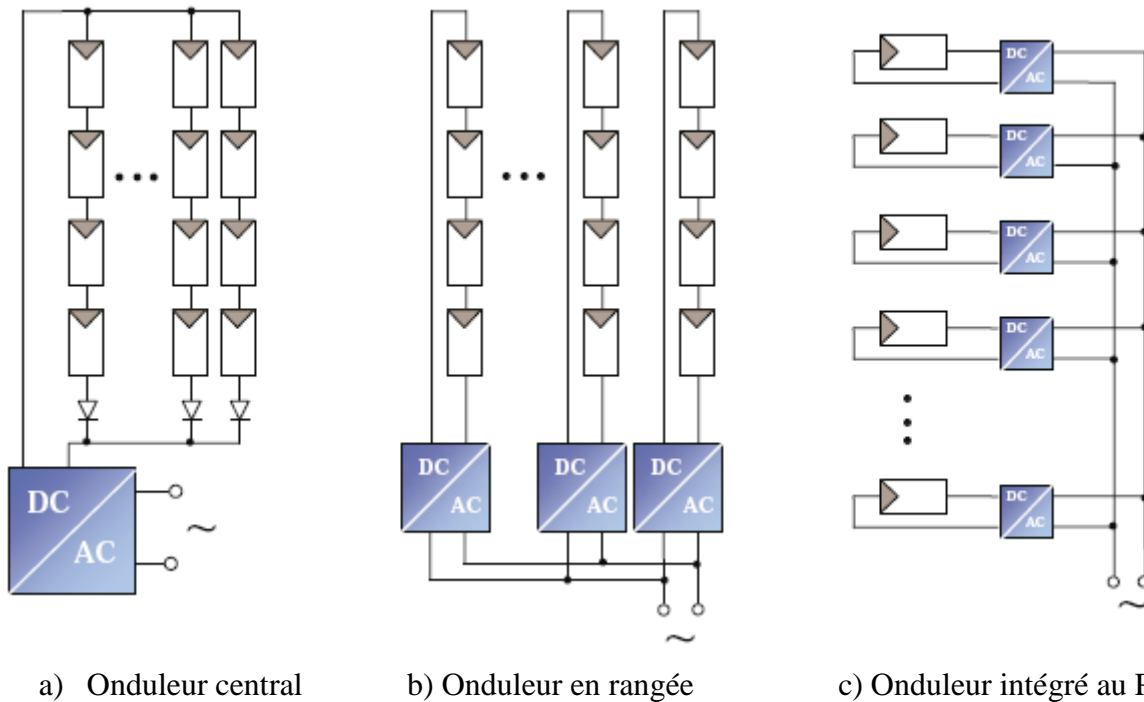 DC
AC
~
DC
AC
DC
AC
DC
AC
~
DC
AC
DC
AC
DC
AC
DC
AC
DC
AC
~
a) Onduleur central
b) Onduleur en rangée
c) Onduleur intégré au